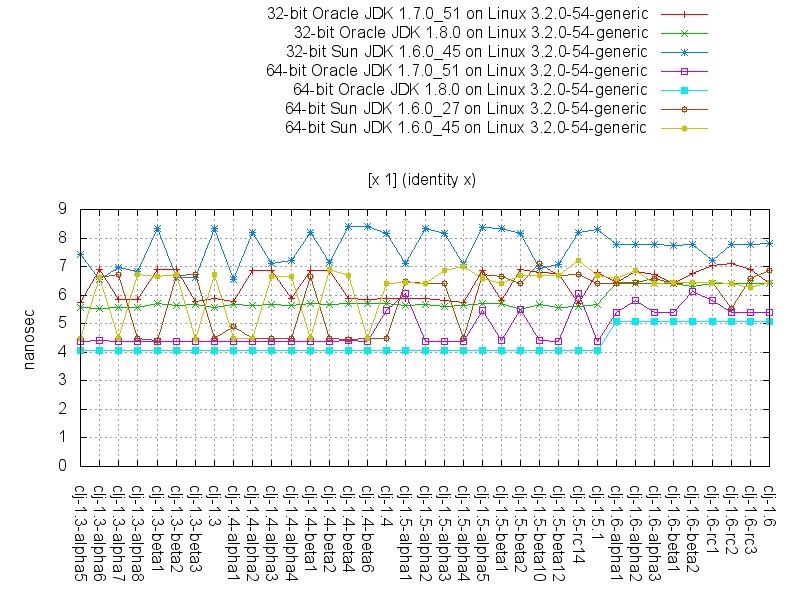 32-bit Oracle JDK 1.7.0_51 on Linux 3.2.0-54-generic
32-bit Oracle JDK 1.8.0 on Linux 3.2.0-54-generic
32-bit Sun JDK 1.6.0_45 on Linux 3.2.0-54-generic
64-bit Oracle JDK 1.7.0_51 on Linux 3.2.0-54-generic
64-bit Oracle JDK 1.8.0 on Linux 3.2.0-54-generic
64-bit Sun JDK 1.6.0_27 on Linux 3.2.0-54-generic
64-bit Sun JDK 1.6.0_45 on Linux 3.2.0-54-generic
[x 1] (identity x)
nanosec
9
8
7
6
5
4
3
2
1
0
clj-1.3-alpha5
clj-1.3-alpha6
clj-1.3-alpha7
clj-1.3-alpha8
clj-1.3-beta1
clj-1.3-beta2
clj-1.3-beta3
clj-1.3
clj-1.4-alpha1
clj-1.4-alpha2
clj-1.4-alpha3
clj-1.4-alpha4
clj-1.4-beta1
clj-1.4-beta2
clj-1.4-beta4
clj-1.4-beta6
clj-1.4
clj-1.5-alpha1
clj-1.5-alpha2
clj-1.5-alpha3
clj-1.5-alpha4
clj-1.5-alpha5
clj-1.5-beta1
clj-1.5-beta2
clj-1.5-beta10
clj-1.5-beta12
clj-1.5-rc14
clj-1.5.1
clj-1.6-alpha1
clj-1.6-alpha2
clj-1.6-alpha3
clj-1.6-beta1
clj-1.6-beta2
clj-1.6-rc1
clj-1.6-rc2
clj-1.6-rc3
clj-1.6